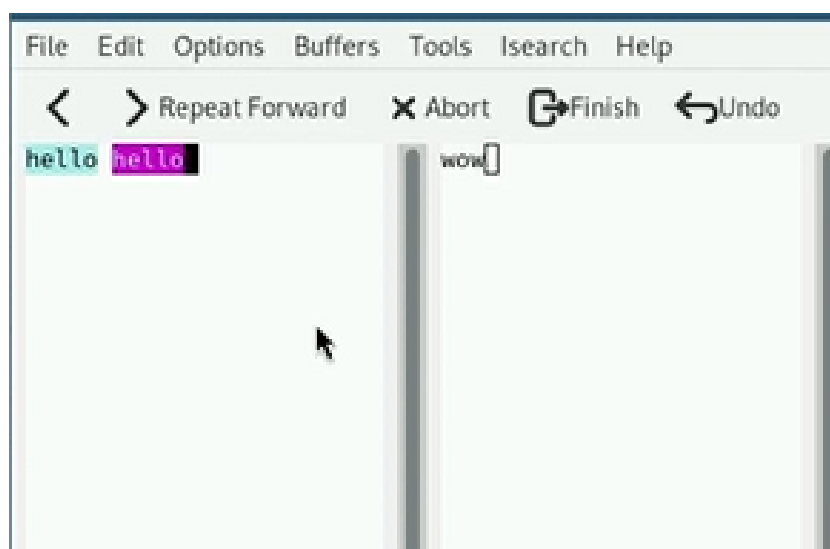 File Edit Options Buffers Tools Isearch Help
Repeat Forward Abort Finish Undo
hello hello wow